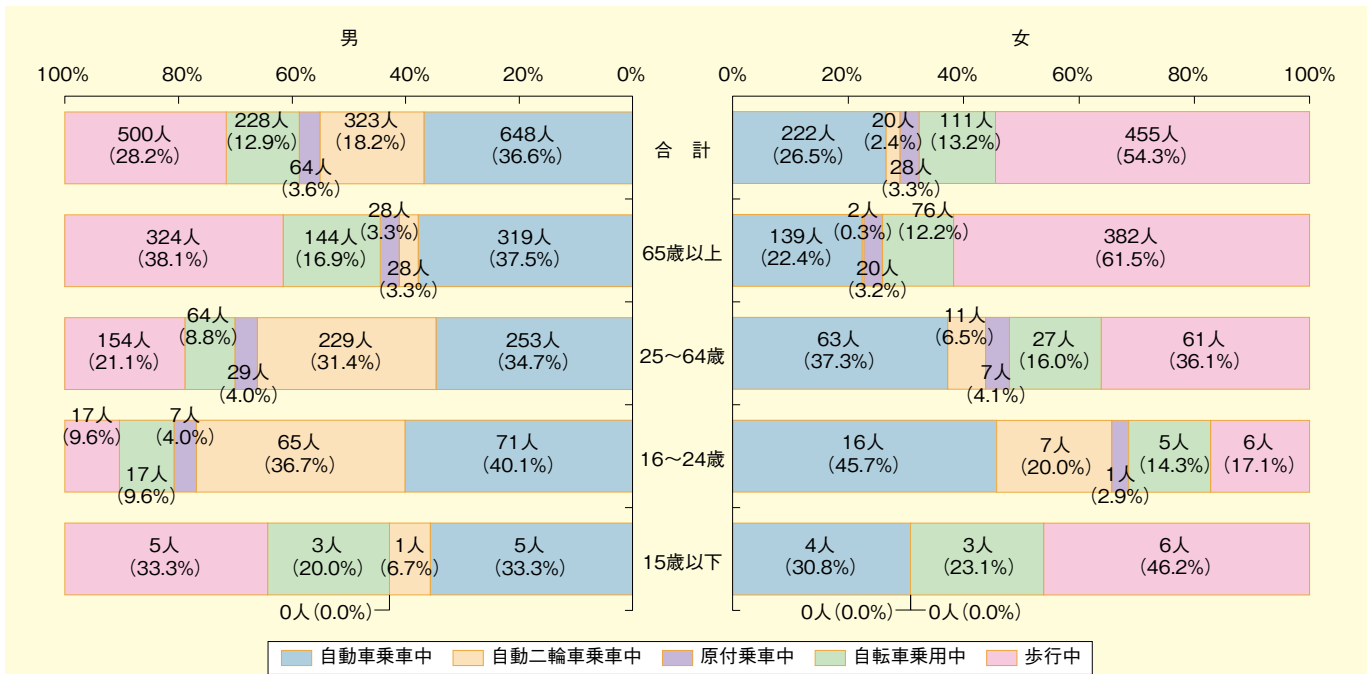 男
女
100%
80%
60%
40%
20%
0%
0%
20%
40%
60%
80%
100%
500人
(28.2%)
228人
(12.9%)
64人
(3.6%)
323人
(18.2%)
648人
(36.6%)
合 計
222人
(26.5%)
20人
(2.4%)
28人
(3.3%)
111人
(13.2%)
455人
(54.3%)
324人
(38.1%)
144人
(16.9%)
28人
(3.3%)
28人
(3.3%)
319人
(37.5%)
65歳以上
139人
(22.4%)
2人
(0.3%)
20人
(3.2%)
76人
(12.2%)
382人
(61.5%)
154人
(21.1%)
64人
(8.8%)
29人
(4.0%)
229人
(31.4%)
253人
(34.7%)
25～64歳
63人
(37.3%)
11人
(6.5%)
7人
(4.1%)
27人
(16.0%)
61人
(36.1%)
17人
(9.6%)
17人
(9.6%)
7人
(4.0%)
65人
(36.7%)
71人
(40.1%)
16～24歳
16人
(45.7%)
7人
(20.0%)
1人
(2.9%)
5人
(14.3%)
6人
(17.1%)
5人
(33.3%)
3人
(20.0%)
1人
(6.7%)
5人
(33.3%)
15歳以下
4人
(30.8%)
3人
(23.1%)
6人
(46.2%)
0人(0.0%)
0人(0.0%)
0人(0.0%)
自動車乗車中
自動二輪車乗車中
原付乗車中
自転車乗用中
歩行中